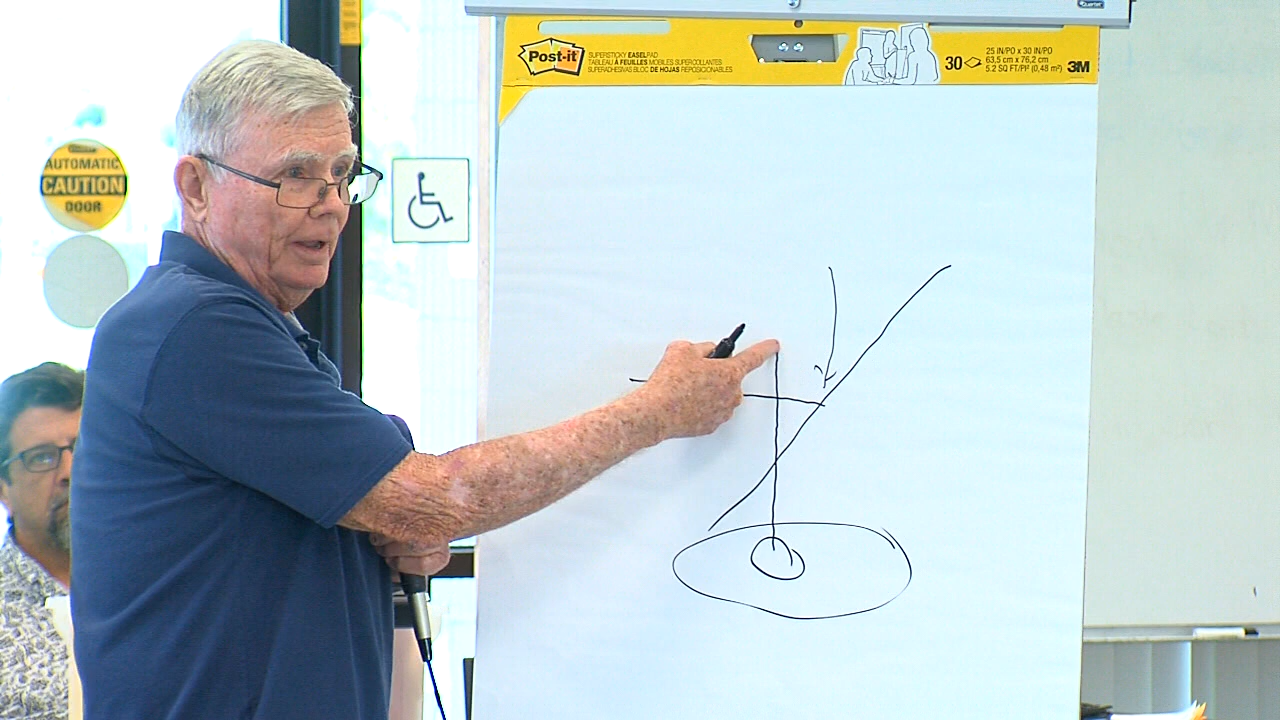 Quartet
Post-it
SUPERSTICKY EASEL PAD
TABLEAU À FEUILLES MOBILES SUPERCOLLANTES
SUPERADHESIVAS BLOC DE HOJAS REPOSICIONABLES
30
25 IN/PO x 30 IN/PO
63,5 cm x 76,2 cm
5.2 SQ FT/PI² (0,48 m²)
3M
AUTOMATIC
CAUTION
DOOR